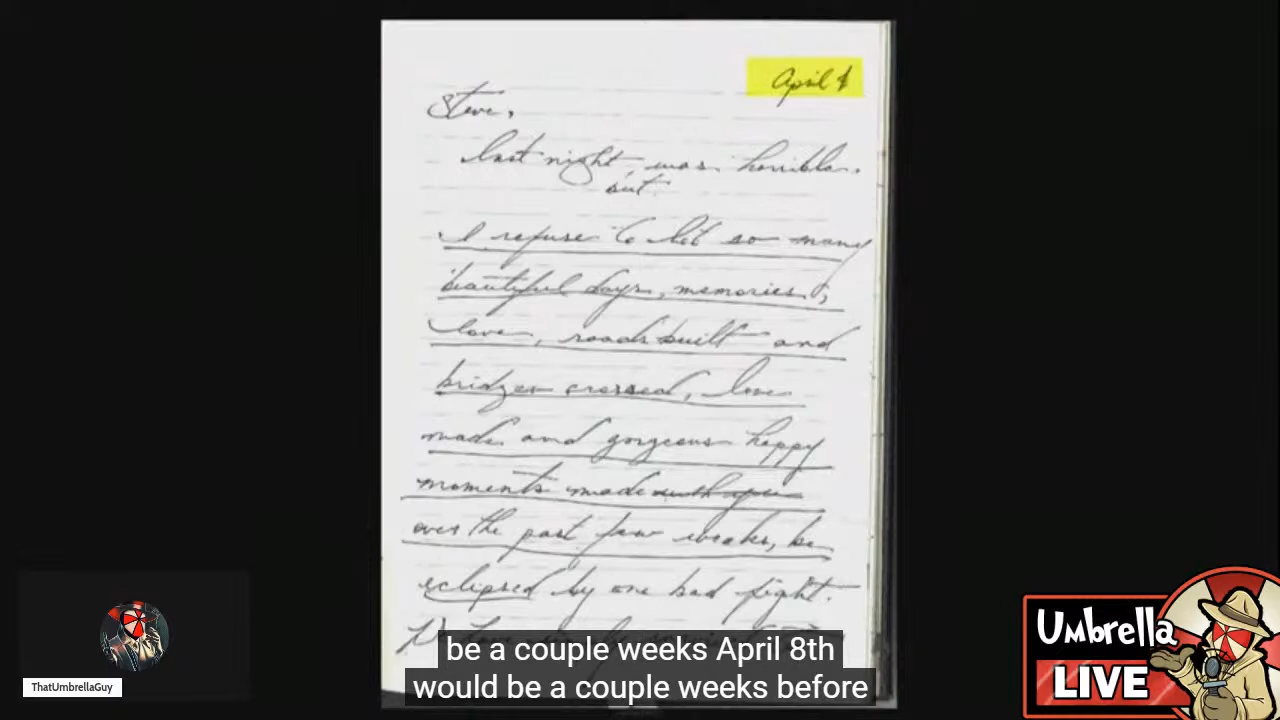 April 8
Steve,
last night, was horrible.
but
I refuse to let so many
beautiful days, memories,
love, roads built and
bridges crossed, love
made and gorgeous happy
moments made with you
over the past few weeks, be
eclipsed by one bad fight.
be a couple weeks April 8th
would be a couple weeks before
ThatUmbrellaGuy
Umbrella
LIVE